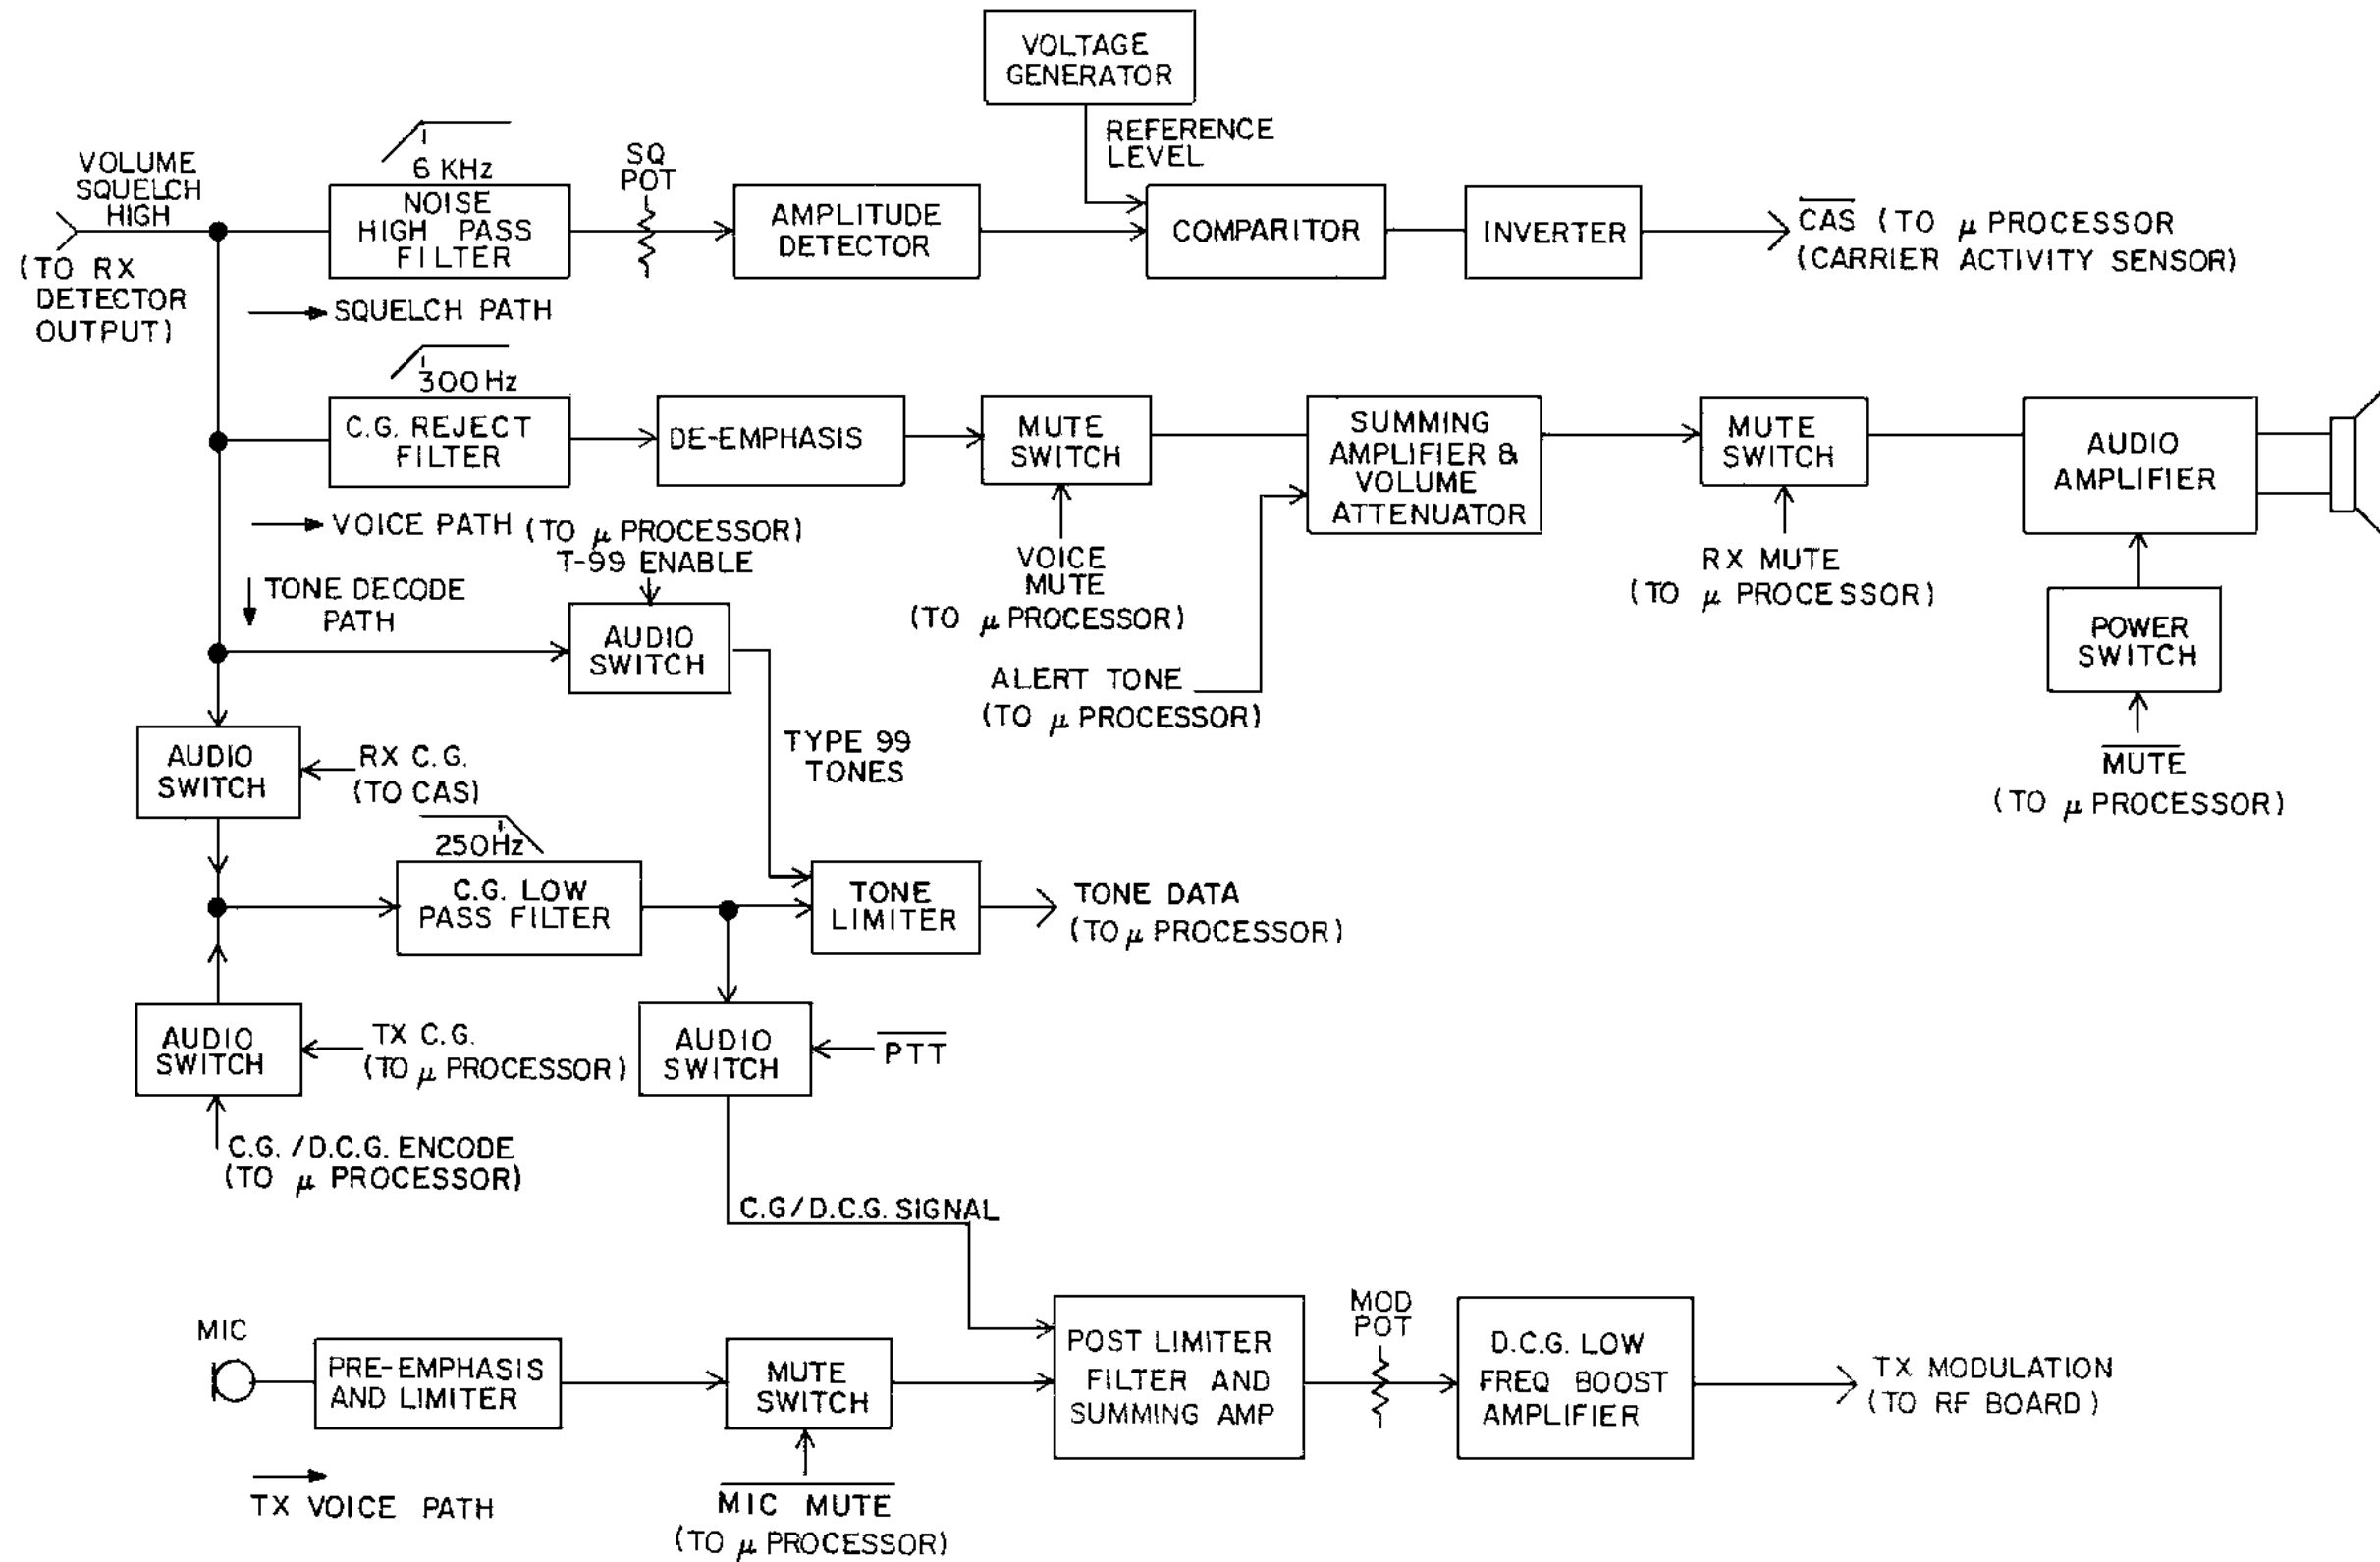 VOLTAGE
GENERATOR
REFERENCE
LEVEL
VOLUME
SQUELCH
HIGH
(TO RX
DETECTOR
OUTPUT)
6 KHz
NOISE
HIGH PASS
FILTER
SQ
POT
AMPLITUDE
DETECTOR
COMPARITOR
INVERTER
CAS (TO μ PROCESSOR
(CARRIER ACTIVITY SENSOR)
SQUELCH PATH
300 Hz
C.G. REJECT
FILTER
DE-EMPHASIS
MUTE
SWITCH
SUMMING
AMPLIFIER &
VOLUME
ATTENUATOR
MUTE
SWITCH
AUDIO
AMPLIFIER
VOICE PATH
(TO μ PROCESSOR)
T-99 ENABLE
VOICE
MUTE
(TO μ PROCESSOR)
RX MUTE
(TO μ PROCESSOR)
TONE DECODE
PATH
AUDIO
SWITCH
POWER
SWITCH
ALERT TONE
(TO μ PROCESSOR)
MUTE
(TO μ PROCESSOR)
AUDIO
SWITCH
RX C.G.
(TO CAS)
TYPE 99
TONES
250Hz
C.G. LOW
PASS FILTER
TONE
LIMITER
TONE DATA
(TO μ PROCESSOR)
AUDIO
SWITCH
TX C.G.
(TO μ PROCESSOR)
AUDIO
SWITCH
PTT
C.G. /D.C.G. ENCODE
(TO μ PROCESSOR)
C.G/D.C.G. SIGNAL
MIC
PRE-EMPHASIS
AND LIMITER
MUTE
SWITCH
POST LIMITER
FILTER AND
SUMMING AMP
MOD
POT
D.C.G. LOW
FREQ BOOST
AMPLIFIER
TX MODULATION
(TO RF BOARD)
TX VOICE PATH
MIC MUTE
(TO μ PROCESSOR)